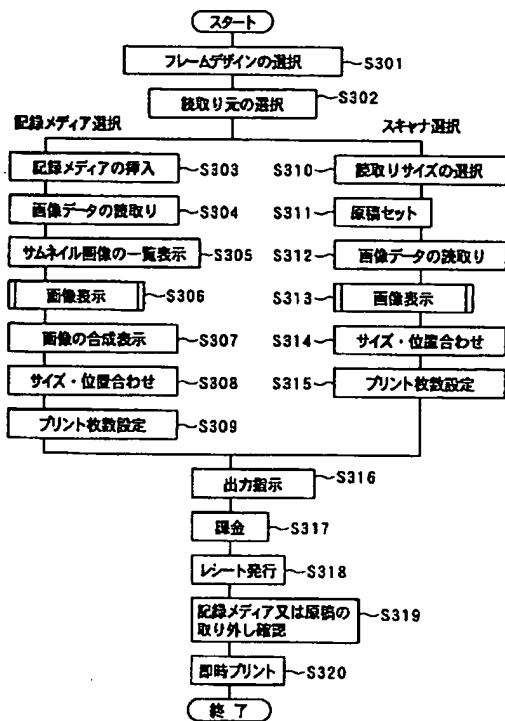 スタート
フレームデザインの選択
S301
読取り元の選択
S302
記録メディア選択
スキャナ選択
記録メディアの挿入
S303
画像データの読取り
S304
サムネイル画像の一覧表示
S305
画像表示
S306
画像の合成表示
S307
サイズ・位置合わせ
S308
プリント枚数設定
S309
S310
読取りサイズの選択
S311
原稿セット
S312
画像データの読取り
S313
画像表示
S314
サイズ・位置合わせ
S315
プリント枚数設定
出力指示
S316
課金
S317
レシート発行
S318
記録メディア又は原稿の
取り外し確認
S319
即時プリント
S320
終了